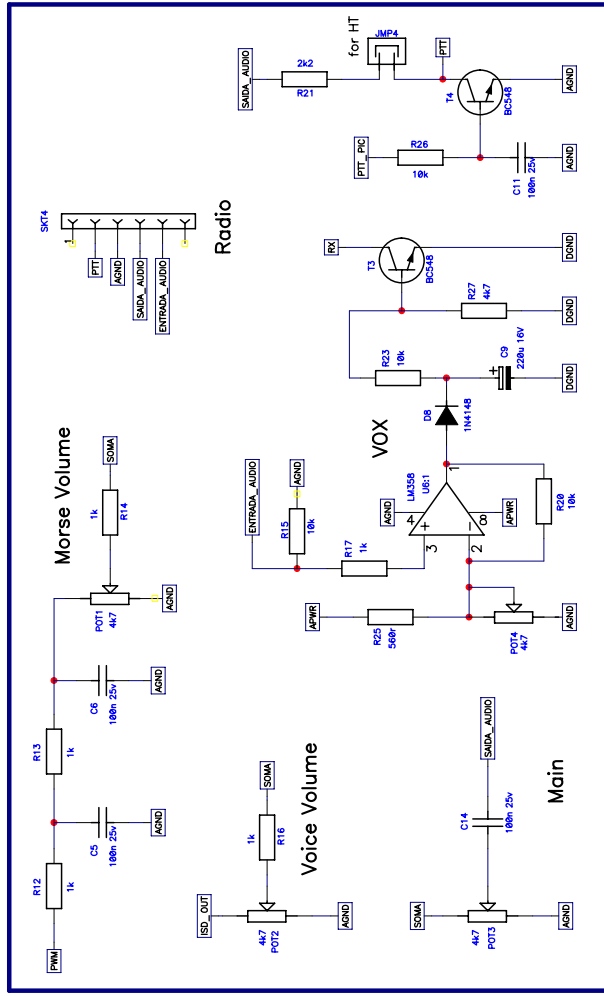 PWM
R12
1k
C5
100n 25v
AGND
R13
1k
C6
100n 25v
AGND
POT1
4k7
AGND
1k
R14
SOMA
Morse Volume
SKT4
1
PTT
AGND
SAIDA_AUDIO
ENTRADA_AUDIO
Radio
ISD_OUT
4k7
POT2
AGND
1k
R16
SOMA
Voice Volume
SOMA
4k7
POT3
AGND
C14
100n 25v
SAIDA_AUDIO
Main
APWR
R25
560r
POT4
4k7
AGND
ENTRADA_AUDIO
R15
10k
AGND
R17
1k
3
2
+
-
4
8
1
AGND
APWR
LM358
U6:1
R20
10k
VOX
D8
1N4148
R23
10k
+
C9
220u 16V
DGND
R27
4k7
DGND
RX
T3
BC548
DGND
SAIDA_AUDIO
2k2
R21
JMP4
for HT
PTT
T4
BC548
AGND
PTT_PIC
R26
10k
C11
100n 25v
AGND